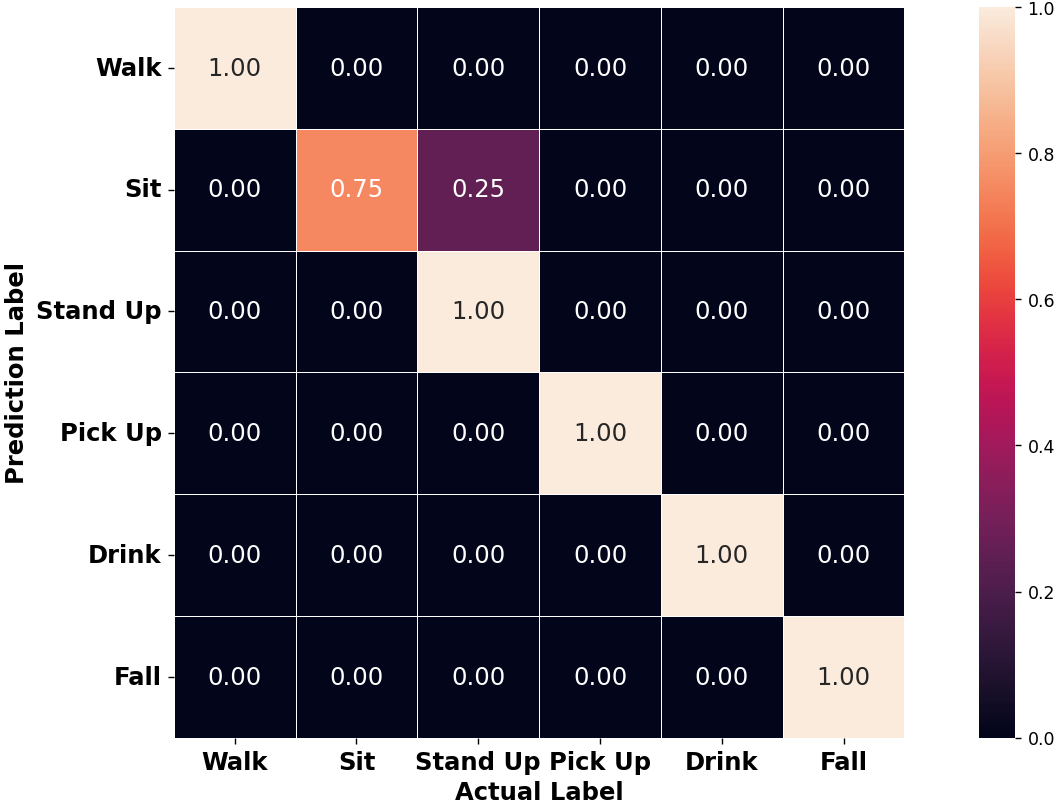 Prediction Label
Walk 1.00 0.00 0.00 0.00 0.00 0.00
Sit 0.00 0.75 0.25 0.00 0.00 0.00
Stand Up 0.00 0.00 1.00 0.00 0.00 0.00
Pick Up 0.00 0.00 0.00 1.00 0.00 0.00
Drink 0.00 0.00 0.00 0.00 1.00 0.00
Fall 0.00 0.00 0.00 0.00 0.00 1.00
Walk Sit Stand Up Pick Up Drink Fall
Actual Label
1.0
0.8
0.6
0.4
0.2
0.0